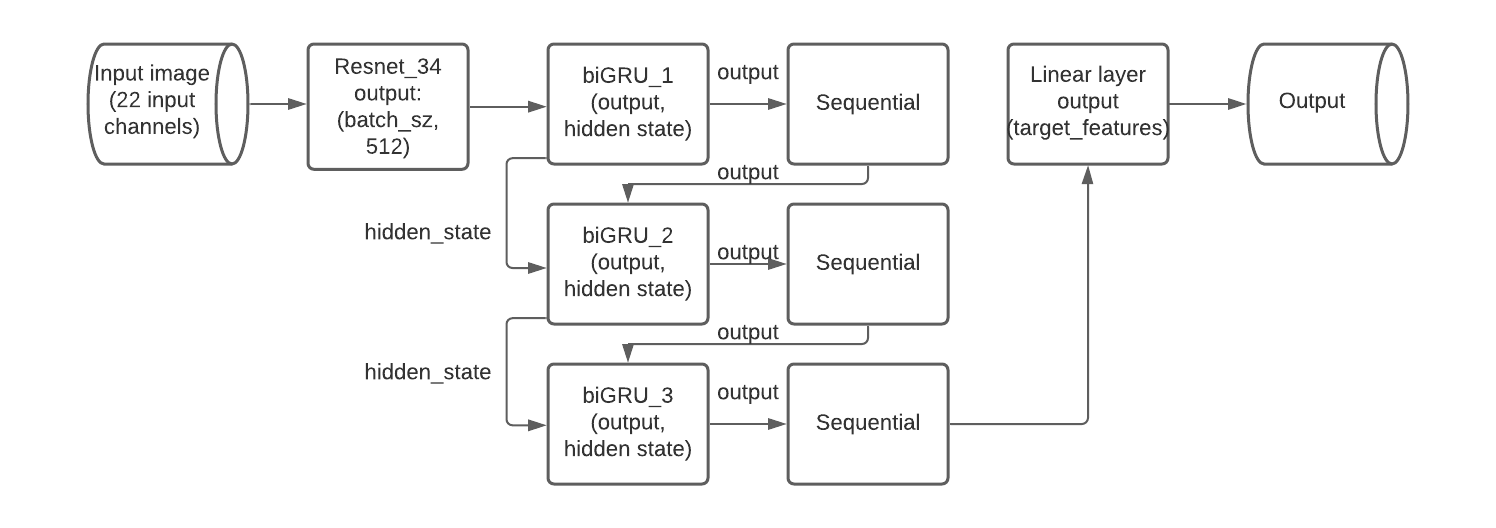 Input image
(22 input
channels)
Resnet_34
output:
(batch_sz,
512)
biGRU_1
(output,
hidden state)
output
Sequential
Linear layer
output
(target_features)
Output
output
hidden_state
biGRU_2
(output,
hidden state)
output
Sequential
output
hidden_state
biGRU_3
(output,
hidden state)
output
Sequential